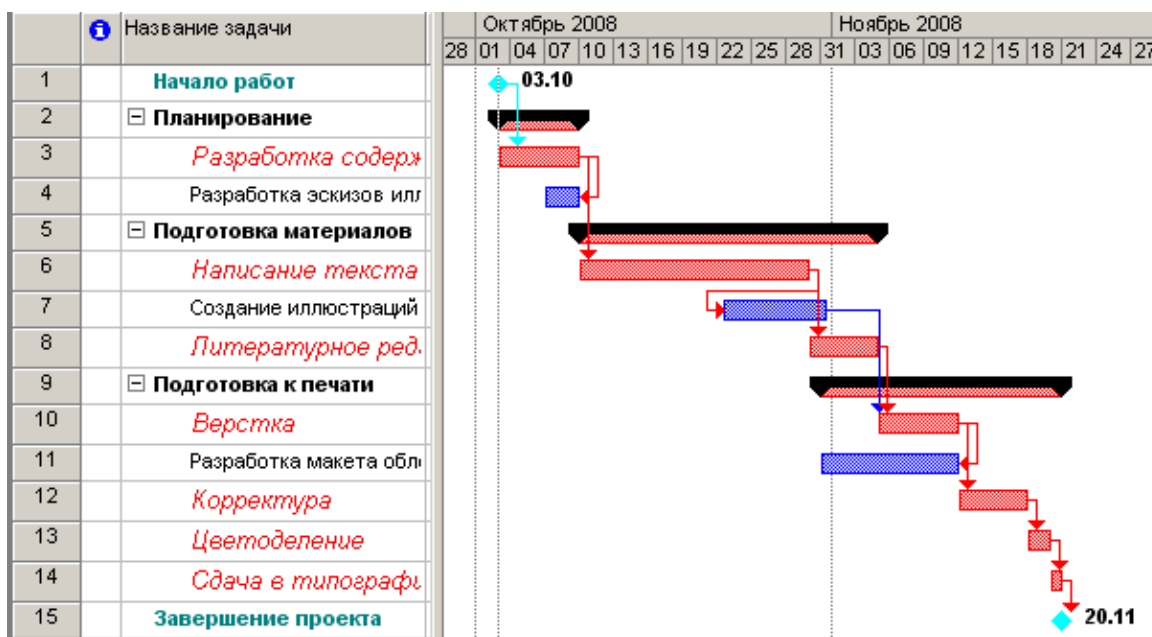 Название задачи
Октябрь 2008 Ноябрь 2008
28 01 04 07 10 13 16 19 22 25 28 31 03 06 09 12 15 18 21 24 27
1 Начало работ 03.10
2 Планирование
3 Разработка содерж
4 Разработка эскизов илл
5 Подготовка материалов
6 Написание текста
7 Создание иллюстраций
8 Литературное ред.
9 Подготовка к печати
10 Верстка
11 Разработка макета обл
12 Корректура
13 Цветоделение
14 Сдача в типографи
15 Завершение проекта 20.11